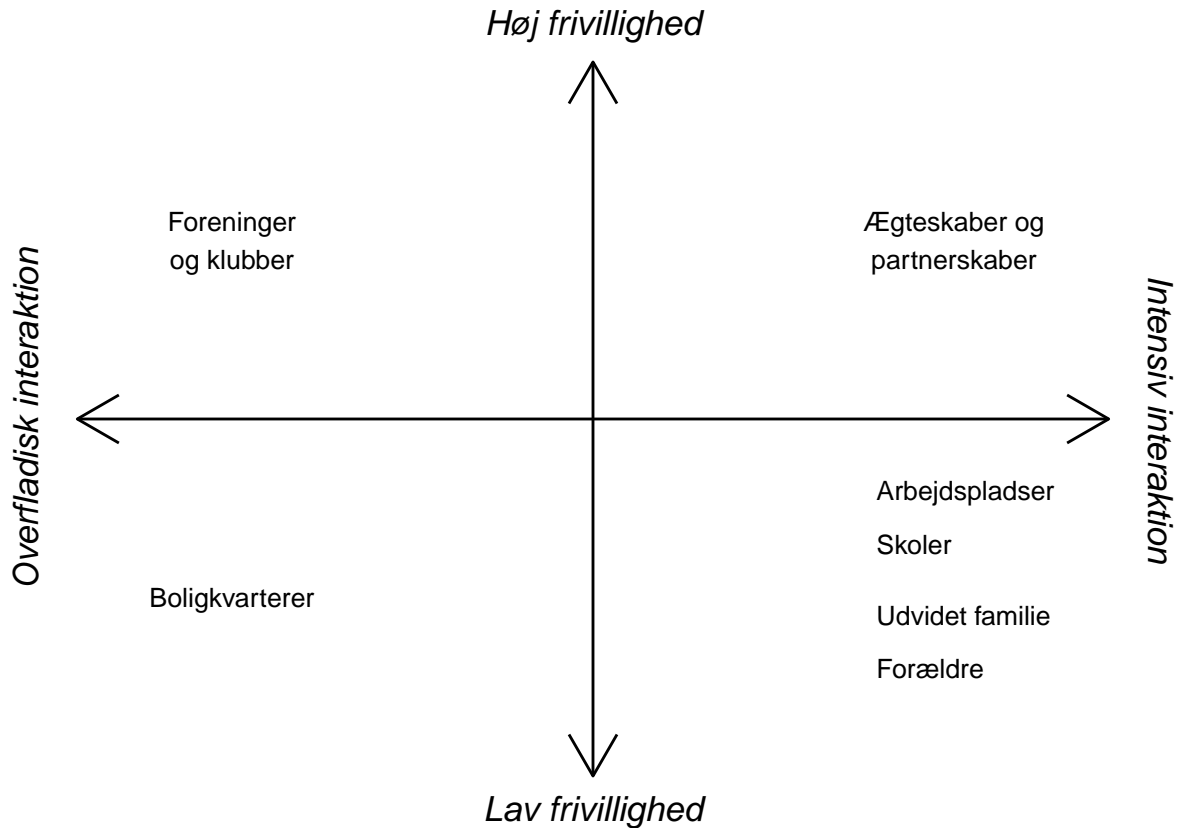 Høj frivillighed
Foreninger
og klubber
Ægteskaber og
partnerskaber
Overfladisk interaktion
Intensiv interaktion
Arbejdspladser
Skoler
Boligkvarterer
Udvidet familie
Forældre
Lav frivillighed